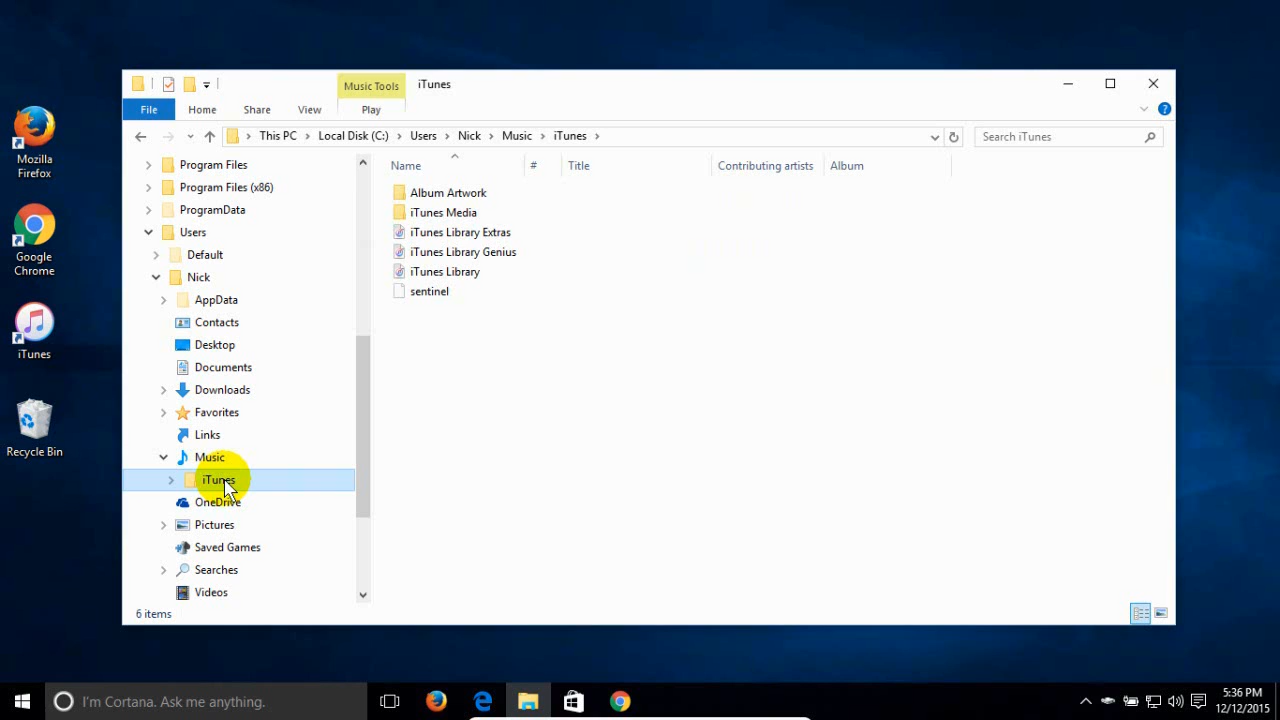 Mozilla
Firefox
Google
Chrome
iTunes
Recycle Bin
Music Tools
iTunes
File
Home
Share
View
Play
This PC > Local Disk (C:) > Users > Nick > Music > iTunes >
Search iTunes
Program Files
Program Files (x86)
ProgramData
Users
Default
Nick
AppData
Contacts
Desktop
Documents
Downloads
Favorites
Links
Music
iTunes
OneDrive
Pictures
Saved Games
Searches
Videos
Name
#
Title
Contributing artists
Album
Album Artwork
iTunes Media
iTunes Library Extras
iTunes Library Genius
iTunes Library
sentinel
6 items
I'm Cortana. Ask me anything.
5:36 PM
12/12/2015